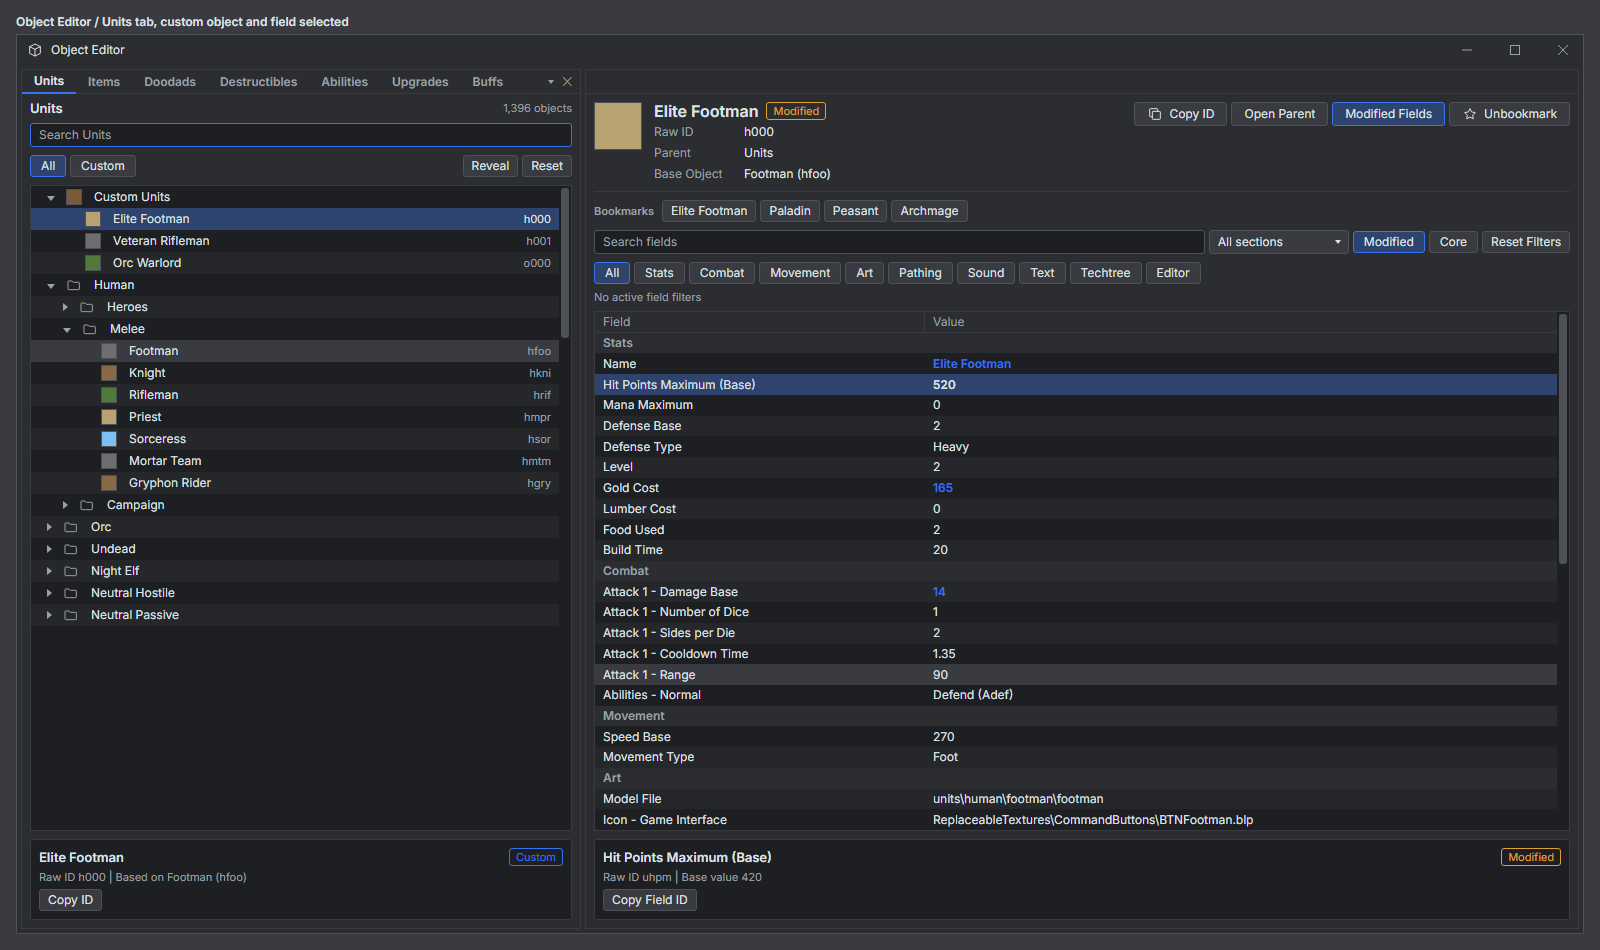 Object Editor / Units tab, custom object and field selected
Object Editor
Units Items Doodads Destructibles Abilities Upgrades Buffs
Units 1,396 objects
Search Units
All Custom Reveal Reset
Custom Units
Elite Footman h000
Veteran Rifleman h001
Orc Warlord o000
Human
Heroes
Melee
Footman hfoo
Knight hkni
Rifleman hrif
Priest hmpr
Sorceress hsor
Mortar Team hmtm
Gryphon Rider hgry
Campaign
Orc
Undead
Night Elf
Neutral Hostile
Neutral Passive
Elite Footman Custom
Raw ID h000 | Based on Footman (hfoo)
Copy ID
Elite Footman Modified Copy ID Open Parent Modified Fields Unbookmark
Raw ID h000
Parent Units
Base Object Footman (hfoo)
Bookmarks Elite Footman Paladin Peasant Archmage
Search fields All sections Modified Core Reset Filters
All Stats Combat Movement Art Pathing Sound Text Techtree Editor
No active field filters
Field Value
Stats
Name Elite Footman
Hit Points Maximum (Base) 520
Mana Maximum 0
Defense Base 2
Defense Type Heavy
Level 2
Gold Cost 165
Lumber Cost 0
Food Used 2
Build Time 20
Combat
Attack 1 - Damage Base 14
Attack 1 - Number of Dice 1
Attack 1 - Sides per Die 2
Attack 1 - Cooldown Time 1.35
Attack 1 - Range 90
Abilities - Normal Defend (Adef)
Movement
Speed Base 270
Movement Type Foot
Art
Model File units\human\footman\footman
Icon - Game Interface ReplaceableTextures\CommandButtons\BTNFootman.blp
Hit Points Maximum (Base) Modified
Raw ID uhpm | Base value 420
Copy Field ID